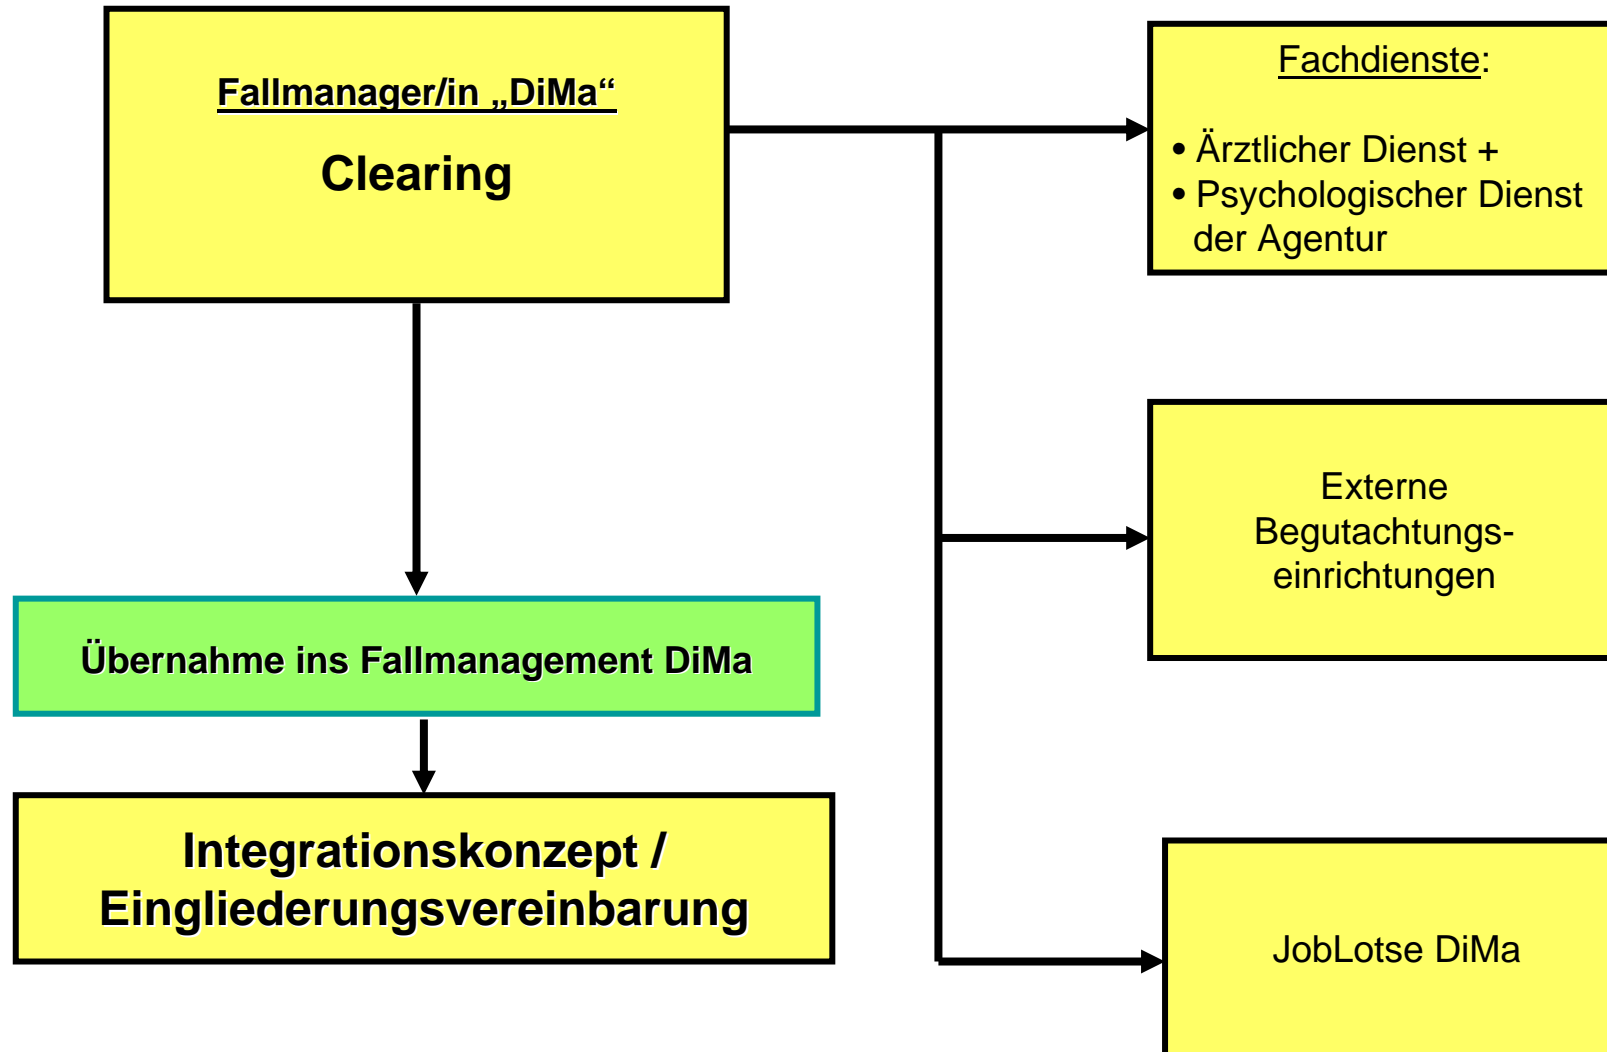 Fallmanager/in „DiMa“
Clearing
Fachdienste:
• Ärztlicher Dienst +
• Psychologischer Dienst
der Agentur
Externe
Begutachtungs-
einrichtungen
Übernahme ins Fallmanagement DiMa
Integrationskonzept /
Eingliederungsvereinbarung
JobLotse DiMa